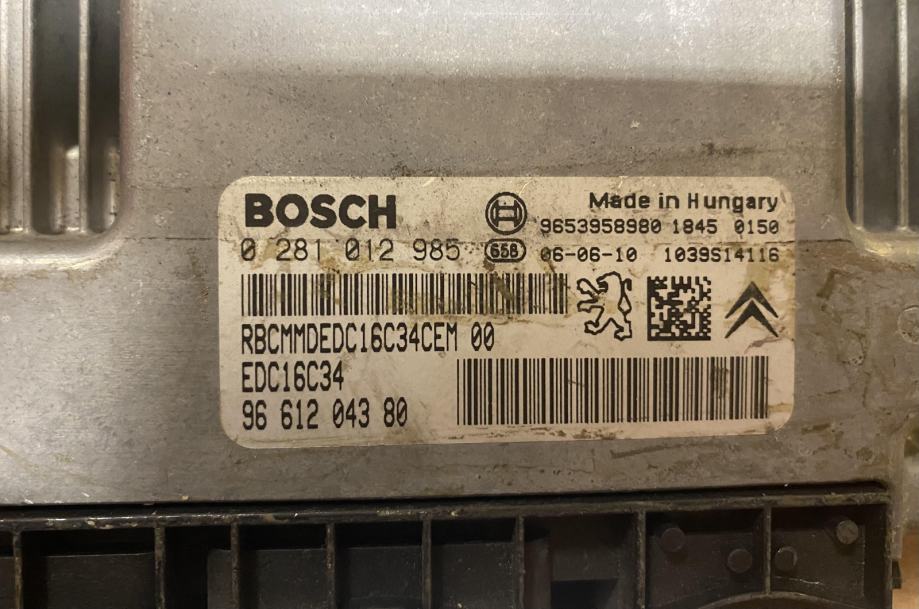 BOSCH
Made in Hungary
9653958980 1845 0150
0 281 012 985 658 06-06-10 1039S14116
RBCMMDEDC16C34CEM 00
EDC16C34
96 612 043 80